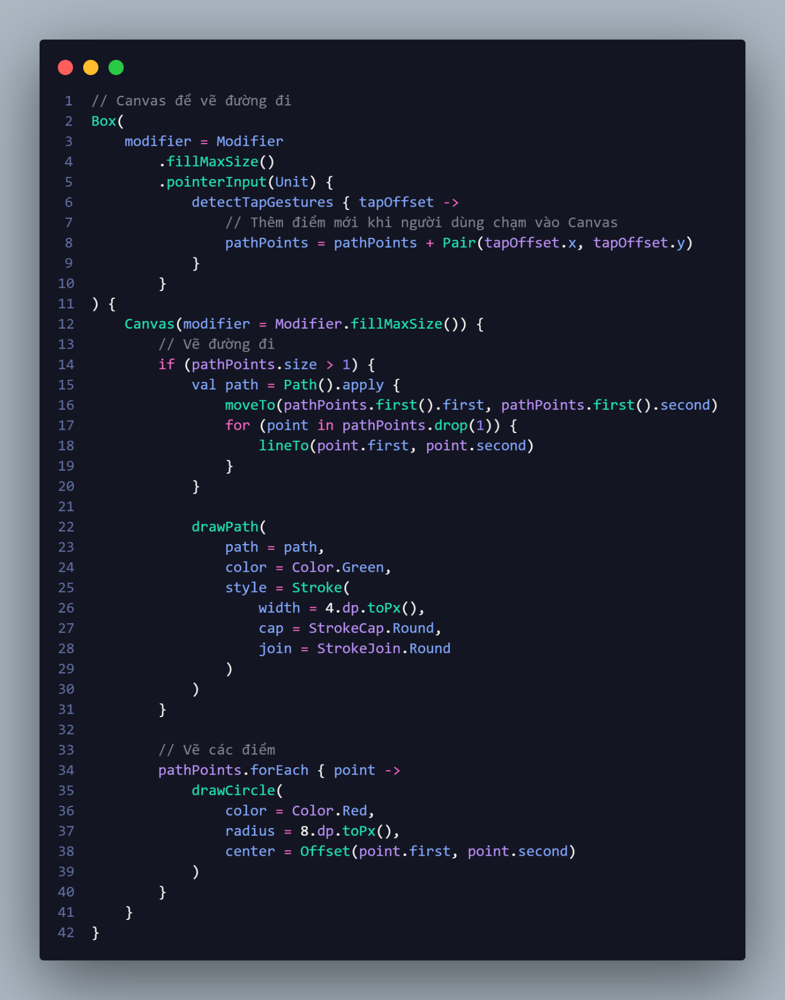 1 // Canvas để vẽ đường đi
2 Box(
3     modifier = Modifier
4         .fillMaxSize()
5         .pointerInput(Unit) {
6             detectTapGestures { tapOffset ->
7                 // Thêm điểm mới khi người dùng chạm vào Canvas
8                 pathPoints = pathPoints + Pair(tapOffset.x, tapOffset.y)
9             }
10         }
11 ) {
12     Canvas(modifier = Modifier.fillMaxSize()) {
13         // Vẽ đường đi
14         if (pathPoints.size > 1) {
15             val path = Path().apply {
16                 moveTo(pathPoints.first().first, pathPoints.first().second)
17                 for (point in pathPoints.drop(1)) {
18                     lineTo(point.first, point.second)
19                 }
20             }
21
22             drawPath(
23                 path = path,
24                 color = Color.Green,
25                 style = Stroke(
26                     width = 4.dp.toPx(),
27                     cap = StrokeCap.Round,
28                     join = StrokeJoin.Round
29                 )
30             )
31         }
32
33         // Vẽ các điểm
34         pathPoints.forEach { point ->
35             drawCircle(
36                 color = Color.Red,
37                 radius = 8.dp.toPx(),
38                 center = Offset(point.first, point.second)
39             )
40         }
41     }
42 }